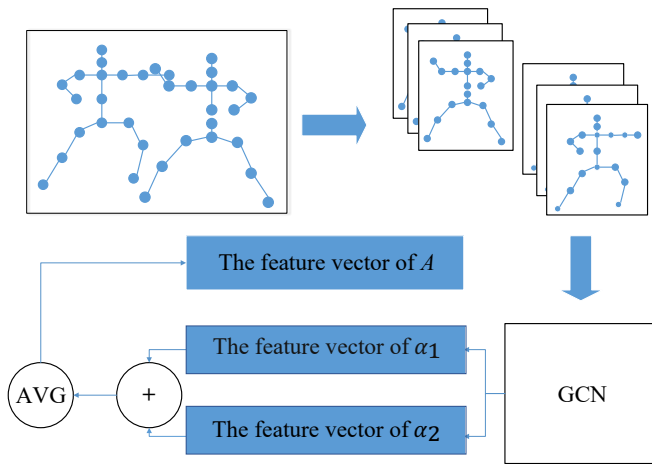 The feature vector of A
The feature vector of α1
AVG
+
GCN
The feature vector of α2